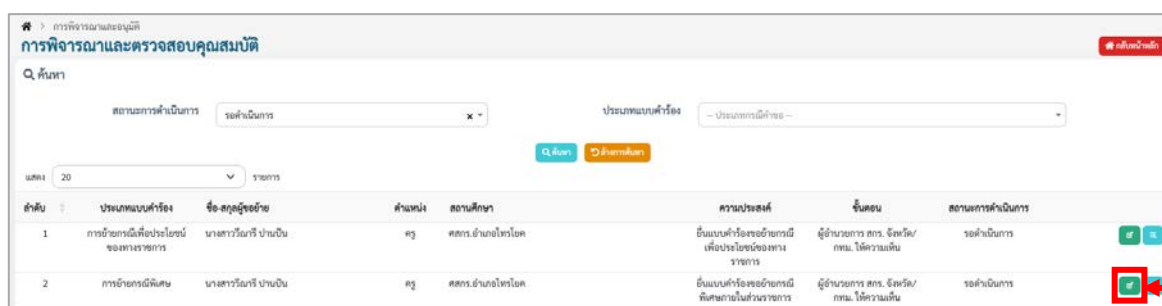 การพิจารณาและอนุมัติ
การพิจารณาและตรวจสอบคุณสมบัติ
กลับหน้าหลัก
ค้นหา
สถานะการดำเนินการ รอดำเนินการ ประเภทแบบคำร้อง -- ประเภทกรณีคำขอ --
ค้นหา ล้างการค้นหา
แสดง 20 รายการ
ลำดับ ประเภทแบบคำร้อง ชื่อ-สกุลผู้ขอย้าย ตำแหน่ง สถานศึกษา ความประสงค์ ขั้นตอน สถานะการดำเนินการ
1 การย้ายกรณีเพื่อประโยชน์ นางสาววีณารี ปานปัน ครู ศสกร.อำเภอไทรโยค ยื่นแบบคำร้องขอย้ายกรณี ผู้อำนวยการ สกร. จังหวัด/ รอดำเนินการ
ของทางราชการ เพื่อประโยชน์ของทาง กทม. ให้ความเห็น
ราชการ
2 การย้ายกรณีพิเศษ นางสาววีณารี ปานปัน ครู ศสกร.อำเภอไทรโยค ยื่นแบบคำร้องขอย้ายกรณี ผู้อำนวยการ สกร. จังหวัด/ รอดำเนินการ
พิเศษภายในส่วนราชการ กทม. ให้ความเห็น